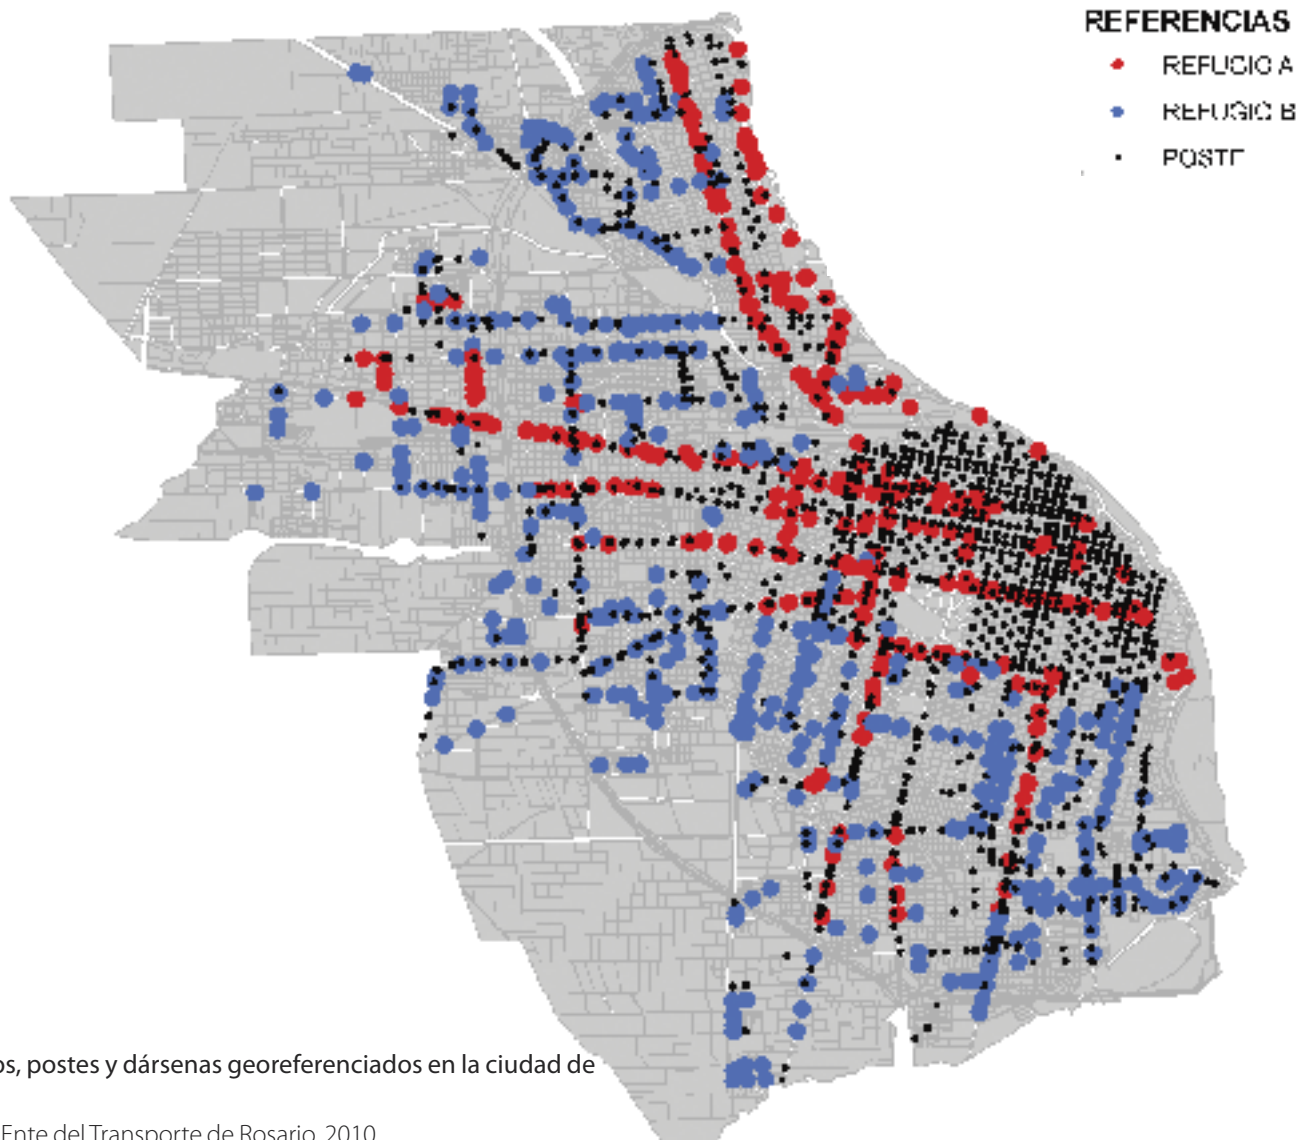 REFERENCIAS
REFUGIO A
REFUGIO B
POSTE
os, postes y dársenas georeferenciados en la ciudad de
Ente del Transporte de Rosario, 2010